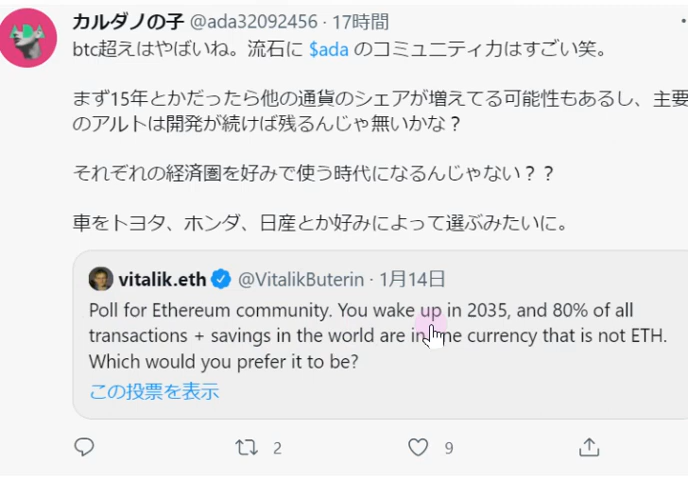 カルダノの子 @ada32092456 · 17時間
btc超えはやばいね。流石に $ada のコミュニティ力はすごい笑。
まず15年とかだったら他の通貨のシェアが増えてる可能性もあるし、主要
のアルトは開発が続けば残るんじゃ無いかな？
それぞれの経済圏を好みで使う時代になるんじゃない？？
車をトヨタ、ホンダ、日産とか好みによって選ぶみたいに。
vitalik.eth @VitalikButerin · 1月14日
Poll for Ethereum community. You wake up in 2035, and 80% of all
transactions + savings in the world are in currency that is not ETH.
Which would you prefer it to be?
この投票を表示
2 9